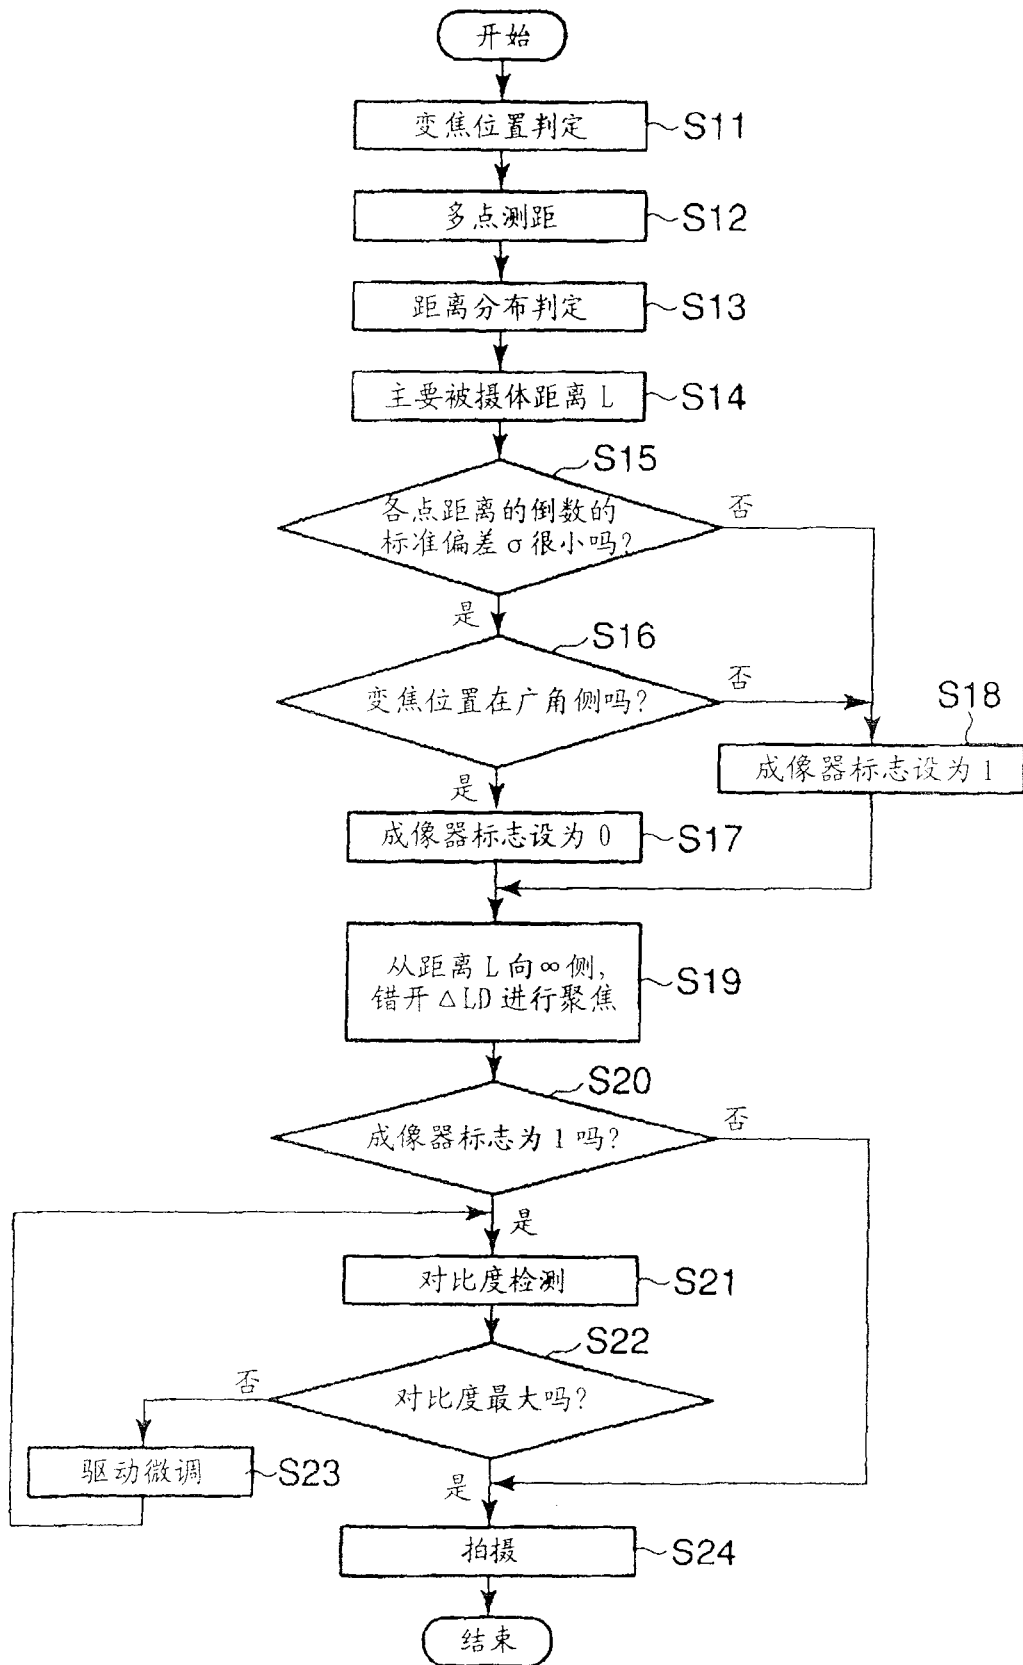 开始
变焦位置判定
S11
多点测距
S12
距离分布判定
S13
主要被摄体距离 L
S14
S15
各点距离的倒数的
标准偏差 σ 很小吗?
否
是
S16
变焦位置在广角侧吗?
否
S18
成像器标志设为 1
是
成像器标志设为 0
S17
从距离 L 向 ∞ 侧,
错开 △LD 进行聚焦
S19
S20
成像器标志为 1 吗?
否
是
对比度检测
S21
S22
对比度最大吗?
否
驱动微调
S23
是
拍摄
S24
结束